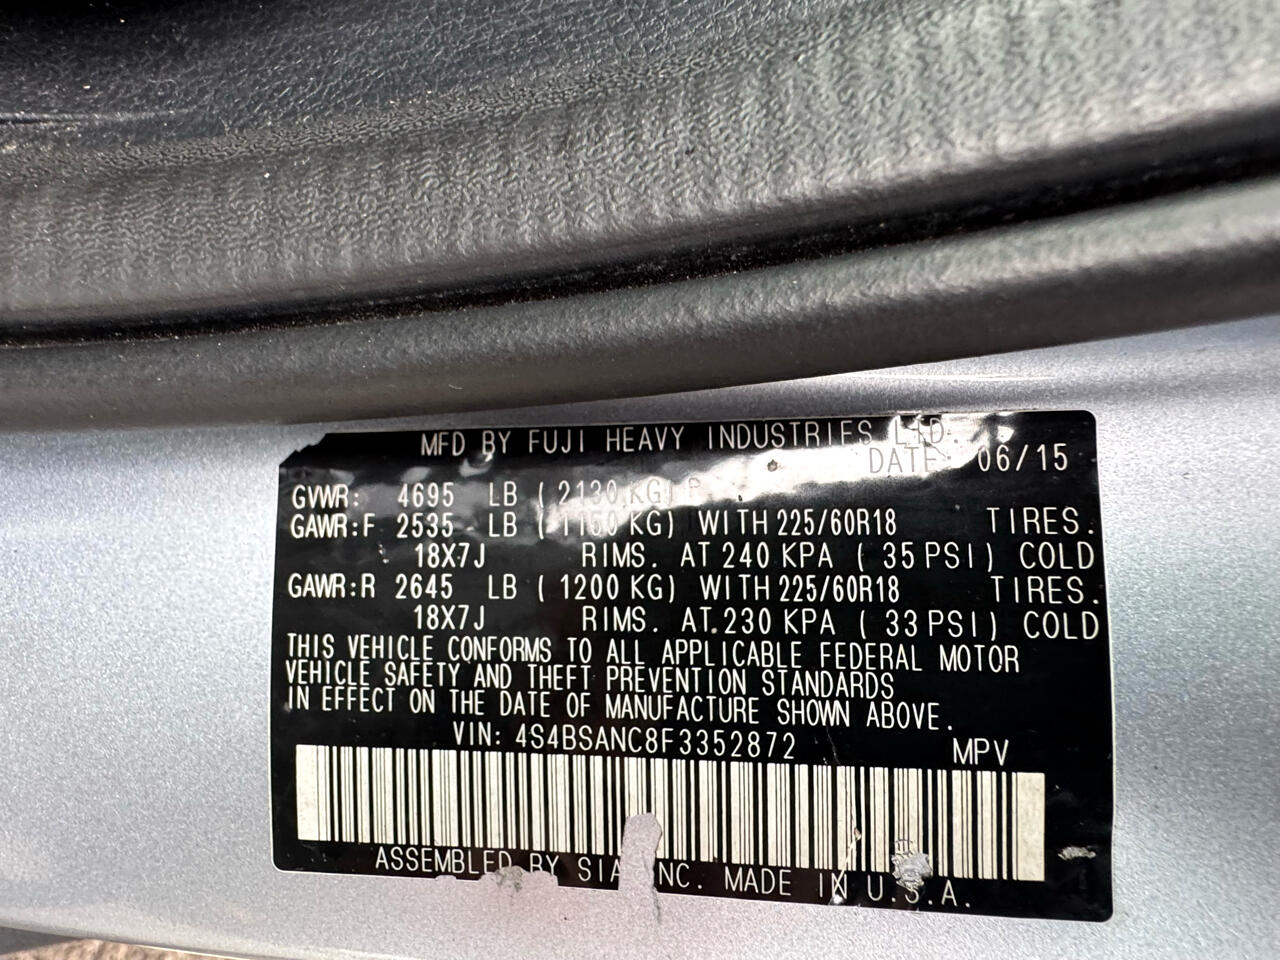 MFD BY FUJI HEAVY INDUSTRIES LTD.
DATE 06/15
GVWR: 4695 LB ( 2130 KG)
GAWR:F 2535 LB ( 1150 KG) WITH 225/60R18 TIRES.
18X7J RIMS. AT 240 KPA ( 35 PSI) COLD
GAWR:R 2645 LB ( 1200 KG) WITH 225/60R18 TIRES.
18X7J RIMS. AT.230 KPA ( 33 PSI) COLD
THIS VEHICLE CONFORMS TO ALL APPLICABLE FEDERAL MOTOR
VEHICLE SAFETY AND THEFT PREVENTION STANDARDS
IN EFFECT ON THE DATE OF MANUFACTURE SHOWN ABOVE.
VIN: 4S4BSANC8F3352872 MPV
ASSEMBLED BY SIA INC. MADE IN U.S.A.